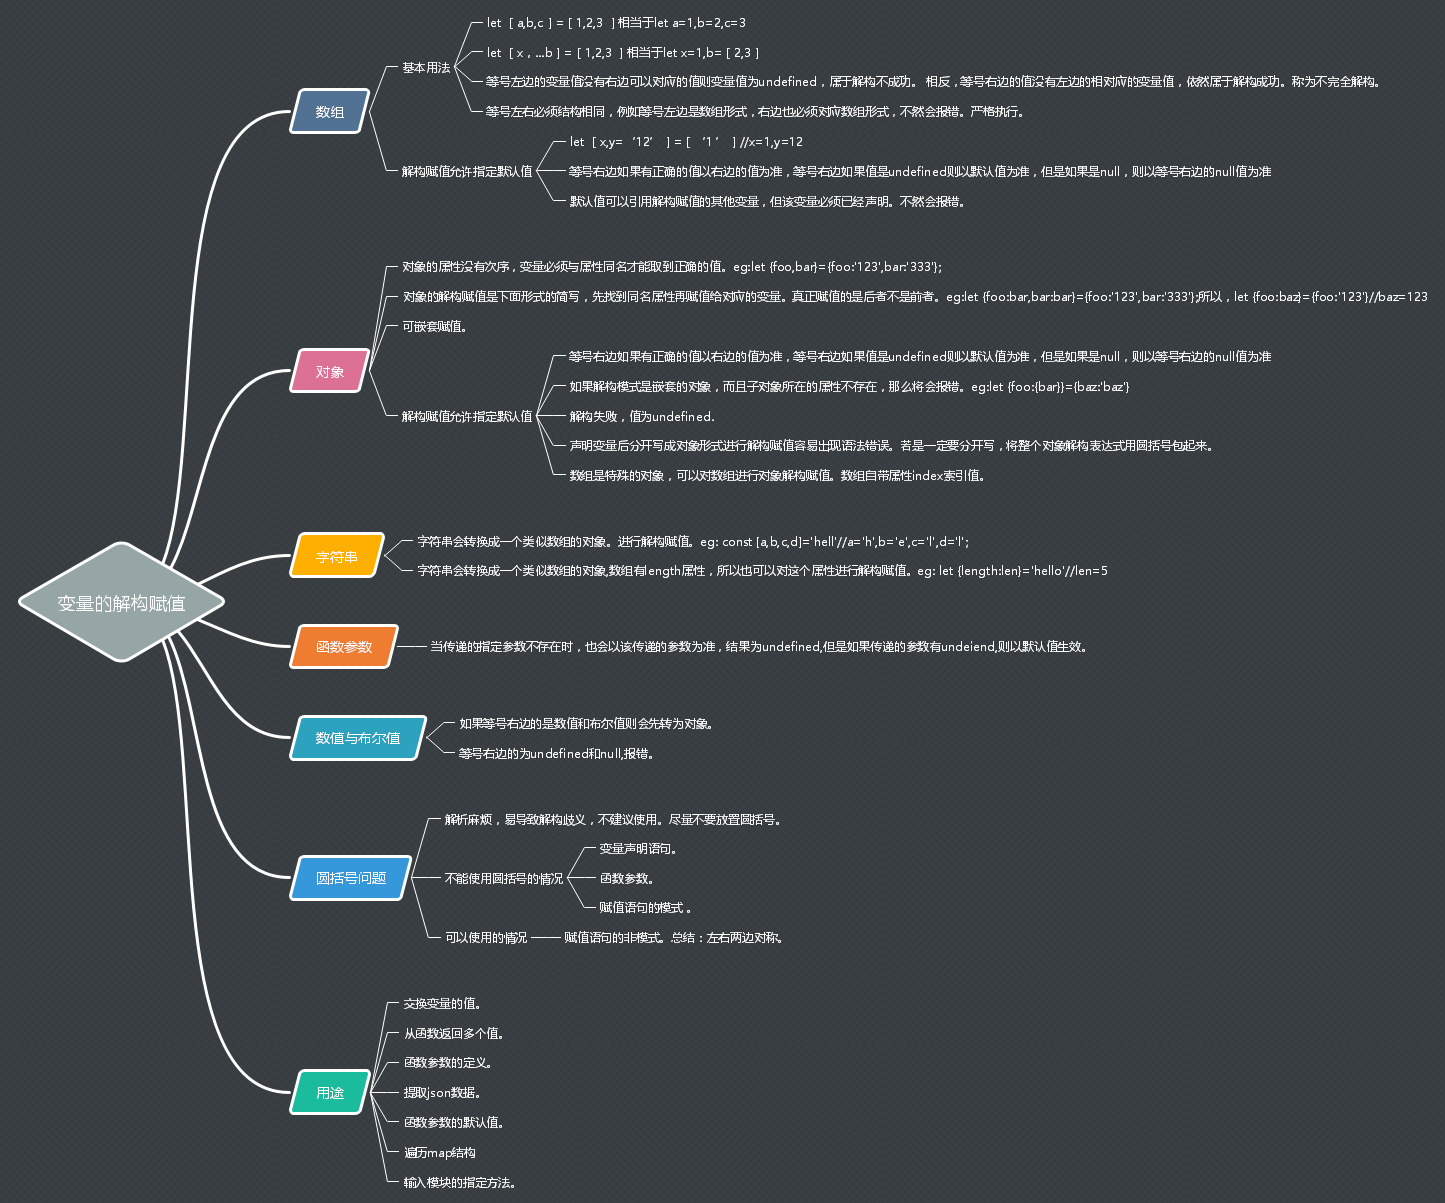 变量的解构赋值
数组
基本用法
let [ a,b,c ] = [ 1,2,3 ] 相当于let a=1,b=2,c=3
let [ x , ...b ] = [ 1,2,3 ] 相当于let x=1,b= [ 2,3 ]
等号左边的变量值没有右边可以对应的值则变量值为undefined，属于解构不成功。 相反，等号右边的值没有左边的相对应的变量值，依然属于解构成功。称为不完全解构。
等号左右必须结构相同，例如等号左边是数组形式，右边也必须对应数组形式，不然会报错。严格执行。
解构赋值允许指定默认值
let [ x,y= ‘12’ ] = [ ‘1 ’ ] //x=1,y=12
等号右边如果有正确的值以右边的值为准，等号右边如果值是undefined则以默认值为准，但是如果是null，则以等号右边的null值为准
默认值可以引用解构赋值的其他变量，但该变量必须已经声明。不然会报错。
对象
对象的属性没有次序，变量必须与属性同名才能取到正确的值。eg:let {foo,bar}={foo:'123',bar:'333'};
对象的解构赋值是下面形式的简写，先找到同名属性再赋值给对应的变量。真正赋值的是后者不是前者。eg:let {foo:bar,bar:bar}={foo:'123',bar:'333'};所以，let {foo:baz}={foo:'123'}//baz=123
可嵌套赋值。
解构赋值允许指定默认值
等号右边如果有正确的值以右边的值为准，等号右边如果值是undefined则以默认值为准，但是如果是null，则以等号右边的null值为准
如果解构模式是嵌套的对象，而且子对象所在的属性不存在，那么将会报错。eg:let {foo:{bar}}={baz:'baz'}
解构失败，值为undefined.
声明变量后分开写成对象形式进行解构赋值容易出现语法错误。若是一定要分开写，将整个对象解构表达式用圆括号包起来。
数组是特殊的对象，可以对数组进行对象解构赋值。数组自带属性index索引值。
字符串
字符串会转换成一个类似数组的对象。进行解构赋值。eg: const [a,b,c,d]='hell'//a='h',b='e',c='l',d='l';
字符串会转换成一个类似数组的对象,数组有length属性，所以也可以对这个属性进行解构赋值。eg: let {length:len}='hello'//len=5
函数参数
当传递的指定参数不存在时，也会以该传递的参数为准，结果为undefined,但是如果传递的参数有undeiend,则以默认值生效。
数值与布尔值
如果等号右边的是数值和布尔值则会先转为对象。
等号右边的为undefined和null,报错。
圆括号问题
解析麻烦，易导致解构歧义，不建议使用。尽量不要放置圆括号。
不能使用圆括号的情况
变量声明语句。
函数参数。
赋值语句的模式 。
可以使用的情况
赋值语句的非模式。总结：左右两边对称。
用途
交换变量的值。
从函数返回多个值。
函数参数的定义。
提取json数据。
函数参数的默认值。
遍历map结构
输入模块的指定方法。